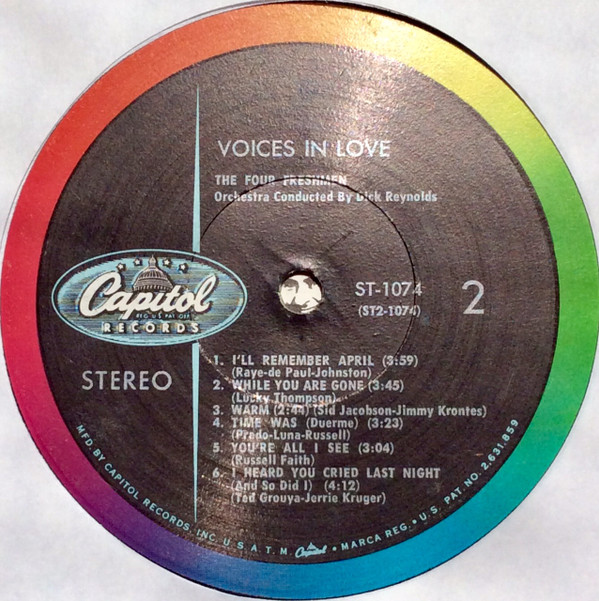 VOICES IN LOVE
THE FOUR FRESHMEN
Orchestra Conducted By Dick Reynolds
Capitol
REG. U.S. PAT. OFF.
RECORDS
STEREO
ST-1074
(ST2-1074)
2
1. I'LL REMEMBER APRIL (3:59)
(Raye-de Paul-Johnston)
2. WHILE YOU ARE GONE (3:45)
(Lucky Thompson)
3. WARM (2:44) (Sid Jacobson-Jimmy Krontes)
4. TIME WAS (Duerme) (3:23)
(Prado-Luna-Russell)
5. YOU'RE ALL I SEE (3:04)
(Russell Faith)
6. I HEARD YOU CRIED LAST NIGHT
(And So Did I) (4:12)
(Ted Grouya-Jerrie Kruger)
MFD. BY CAPITOL RECORDS, INC. U.S.A. T.M. Capitol • MARCA REG. • U.S. PAT. NO. 2,631,859